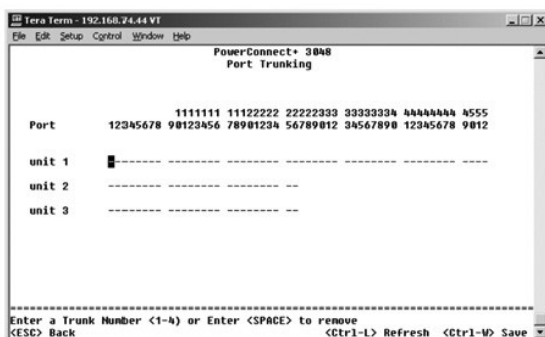 Tera Term - 192.168.74.44 VT
File Edit Setup Control Window Help
PowerConnect+ 3048
Port Trunking
1111111 11122222 22222333 33333334 44444444 4555
Port 12345678 90123456 78901234 56789012 34567890 12345678 9012
unit 1 -------- -------- -------- -------- -------- -------- ----
unit 2 -------- -------- -------- --
unit 3 -------- -------- -------- --
Enter a Trunk Number <1-4> or Enter <SPACE> to remove
<ESC> Back <Ctrl-L> Refresh <Ctrl-W> Save